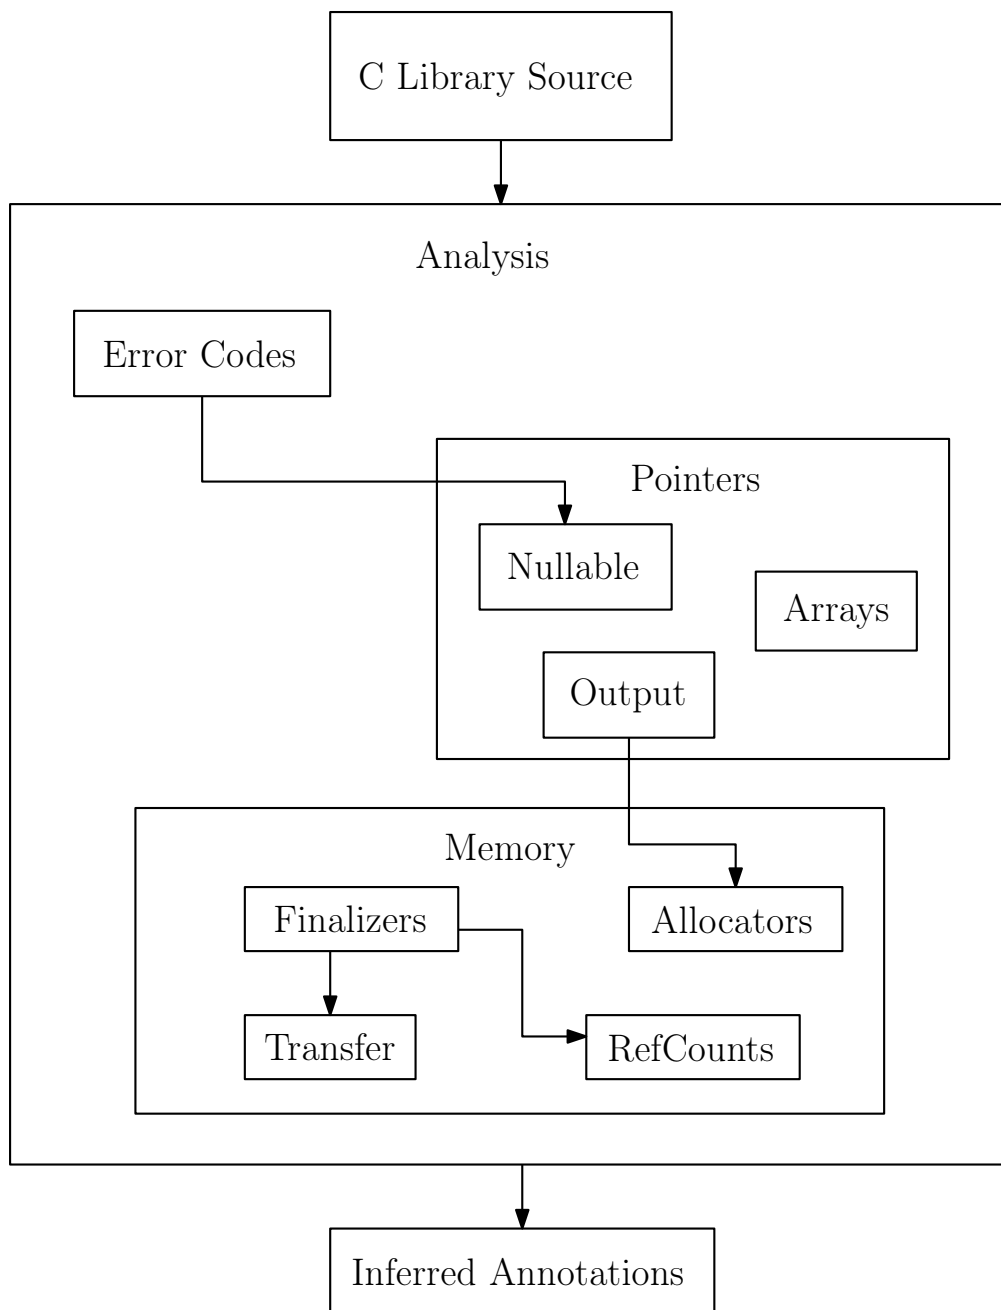 C Library Source
Analysis
Error Codes
Pointers
Nullable
Arrays
Output
Memory
Finalizers
Allocators
Transfer
RefCounts
Inferred Annotations